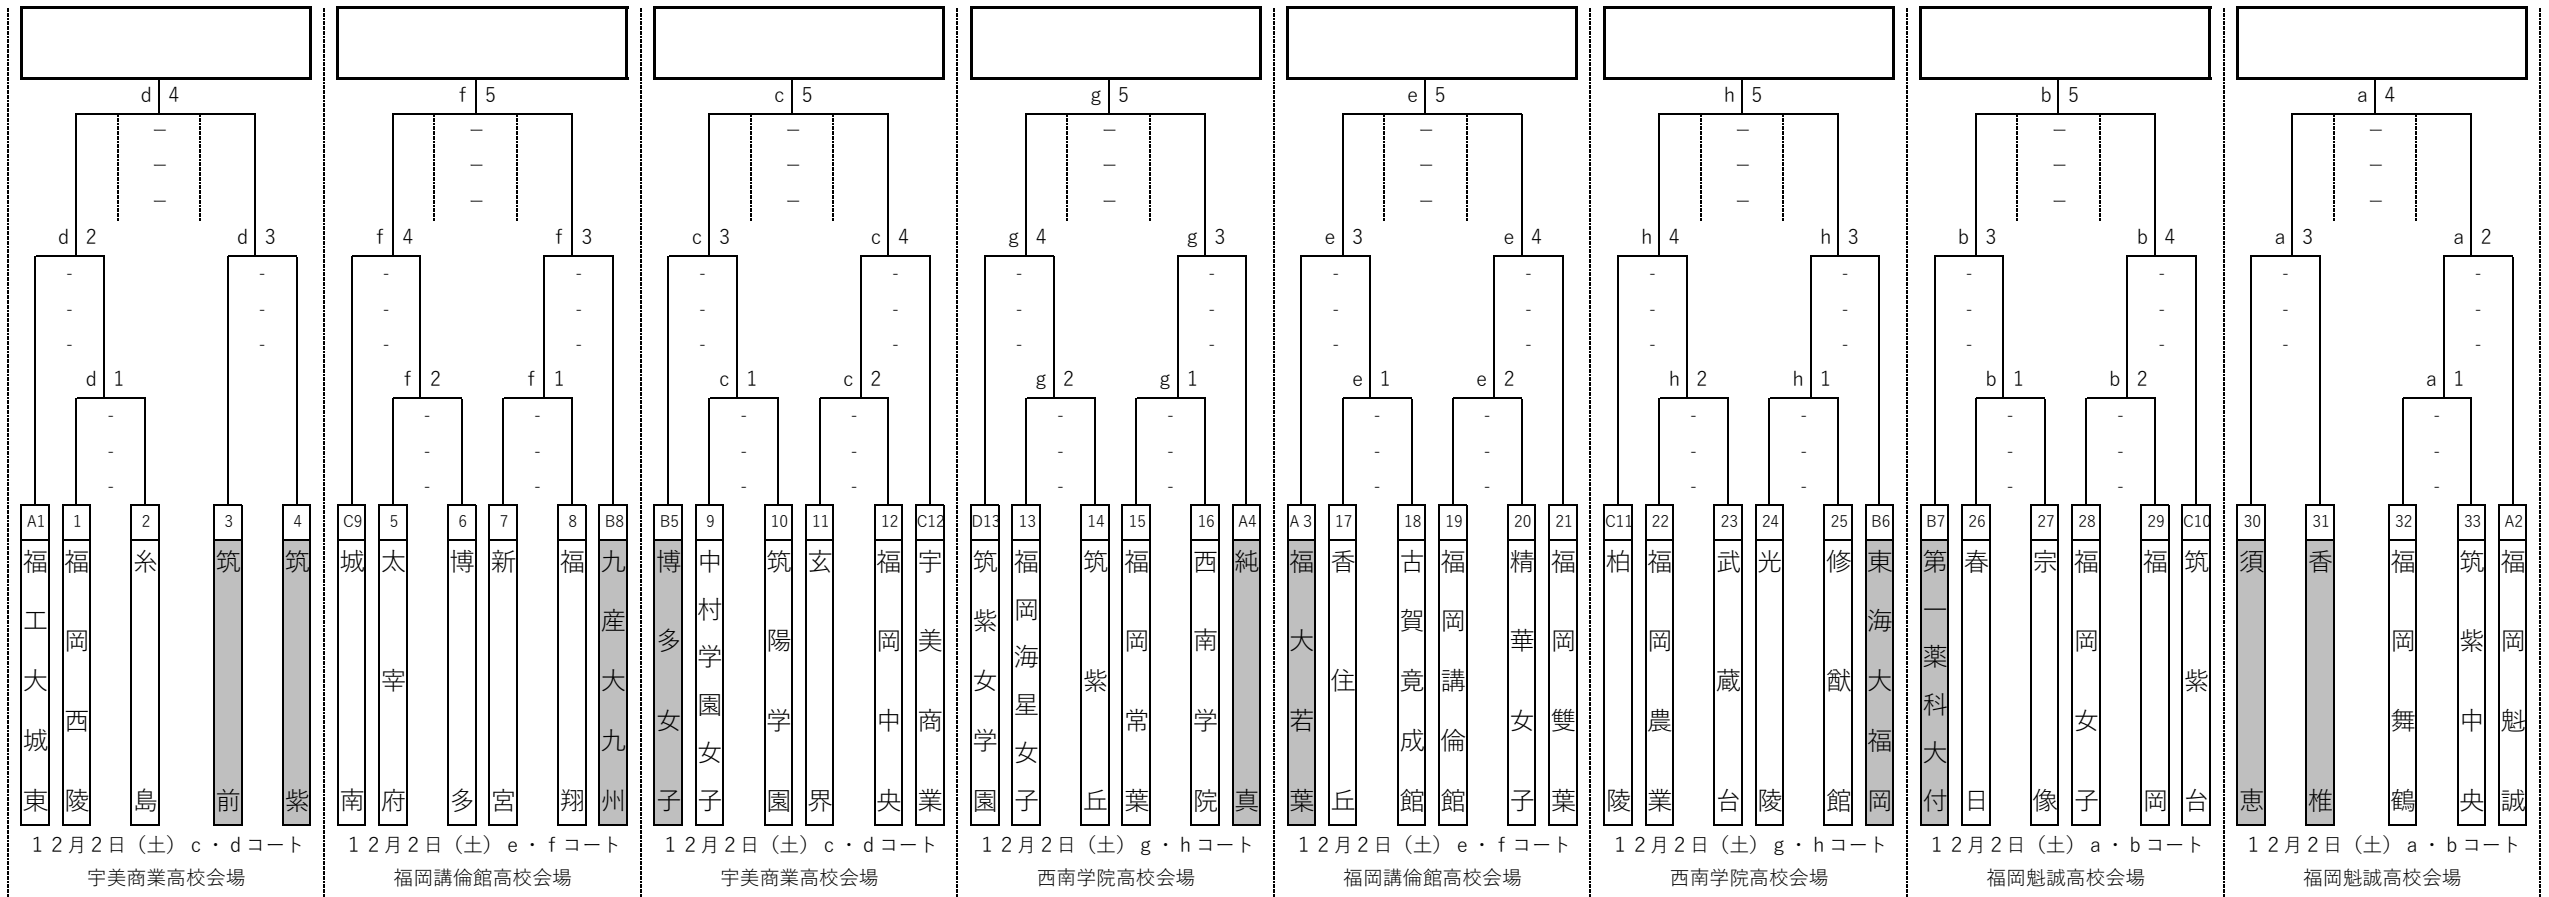 d 4
f 5
c 5
g 5
e 5
h 5
b 5
a 4
－ － － － － － － －
－ － － － － － － －
－ － － － － － － －
d 2
d 3
f 4
f 3
c 3
c 4
g 4
g 3
e 3
e 4
h 4
h 3
b 3
b 4
a 3
a 2
d 1
f 2
f 1
c 1
c 2
g 2
g 1
e 1
e 2
h 2
h 1
b 1
b 2
a 1
A1 福工大城東
1 福岡西陵
2 糸島
3 筑前
4 筑紫
C9 城南
5 太宰府
6 博多
7 新宮
8 福翔
B8 九産大九州
B5 博多女子
9 中村学園女子
10 筑陽学園
11 玄界
12 福岡中央
C12 宇美商業
D13 筑紫女学園
13 福岡海星女子
14 筑紫丘
15 福岡常葉
16 西南学院
A4 純真
A 3 福大若葉
17 香住丘
18 古賀竟成館
19 福岡講倫館
20 精華女子
21 福岡雙葉
C11 柏陵
22 福岡農業
23 武蔵台
24 光陵
25 修猷館
B6 東海大福岡
B7 第一薬科大付
26 春日
27 宗像
28 福岡女子
29 福岡
C10 筑紫台
30 須恵
31 香椎
32 福岡舞鶴
33 筑紫中央
A2 福岡魁誠
１２月２日（土）ｃ・ｄコート
宇美商業高校会場
１２月２日（土）ｅ・ｆコート
福岡講倫館高校会場
１２月２日（土）ｃ・ｄコート
宇美商業高校会場
１２月２日（土）ｇ・ｈコート
西南学院高校会場
１２月２日（土）ｅ・ｆコート
福岡講倫館高校会場
１２月２日（土）ｇ・ｈコート
西南学院高校会場
１２月２日（土）ａ・ｂコート
福岡魁誠高校会場
１２月２日（土）ａ・ｂコート
福岡魁誠高校会場